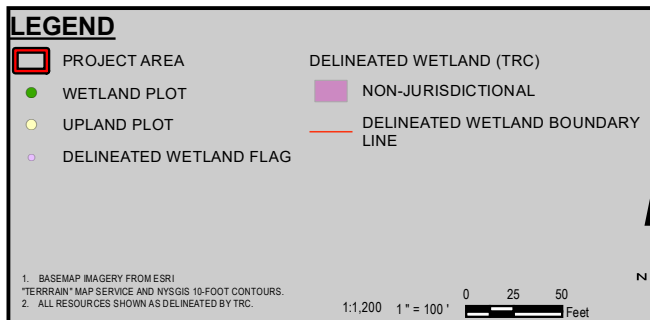 LEGEND
PROJECT AREA
WETLAND PLOT
UPLAND PLOT
DELINEATED WETLAND FLAG
DELINEATED WETLAND (TRC)
NON-JURISDICTIONAL
DELINEATED WETLAND BOUNDARY
LINE
1. BASEMAP IMAGERY FROM ESRI
"TERRRAIN" MAP SERVICE AND NYSGIS 10-FOOT CONTOURS.
2. ALL RESOURCES SHOWN AS DELINEATED BY TRC.
1:1,200 1 " = 100 '
0 25 50
Feet
N